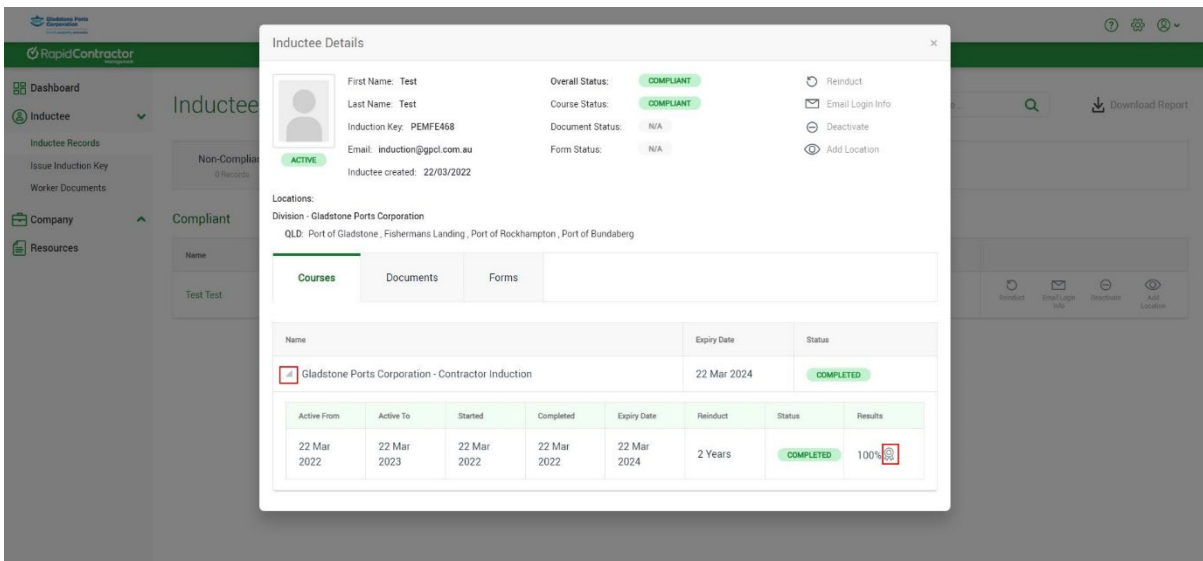 Gladstone Ports
Corporation
RapidContractor
Management
Dashboard
Inductee
Inductee Records
Issue Induction Key
Worker Documents
Company
Resources
Inductee
Download Report
Non-Complia
0 Records
Compliant
Name
Test Test
Reinduct
Email Login
Info
Deactivate
Add
Location
Inductee Details
×
ACTIVE
First Name: Test
Last Name: Test
Induction Key: PEMFE468
Email: induction@gpcl.com.au
Inductee created: 22/03/2022
Overall Status: COMPLIANT
Course Status: COMPLIANT
Document Status: N/A
Form Status: N/A
Reinduct
Email Login Info
Deactivate
Add Location
Locations:
Division - Gladstone Ports Corporation
QLD: Port of Gladstone , Fishermans Landing , Port of Rockhampton , Port of Bundaberg
Courses Documents Forms
Name Expiry Date Status
Gladstone Ports Corporation - Contractor Induction 22 Mar 2024 COMPLETED
Active From Active To Started Completed Expiry Date Reinduct Status Results
22 Mar 2022 22 Mar 2023 22 Mar 2022 22 Mar 2022 22 Mar 2024 2 Years COMPLETED 100%